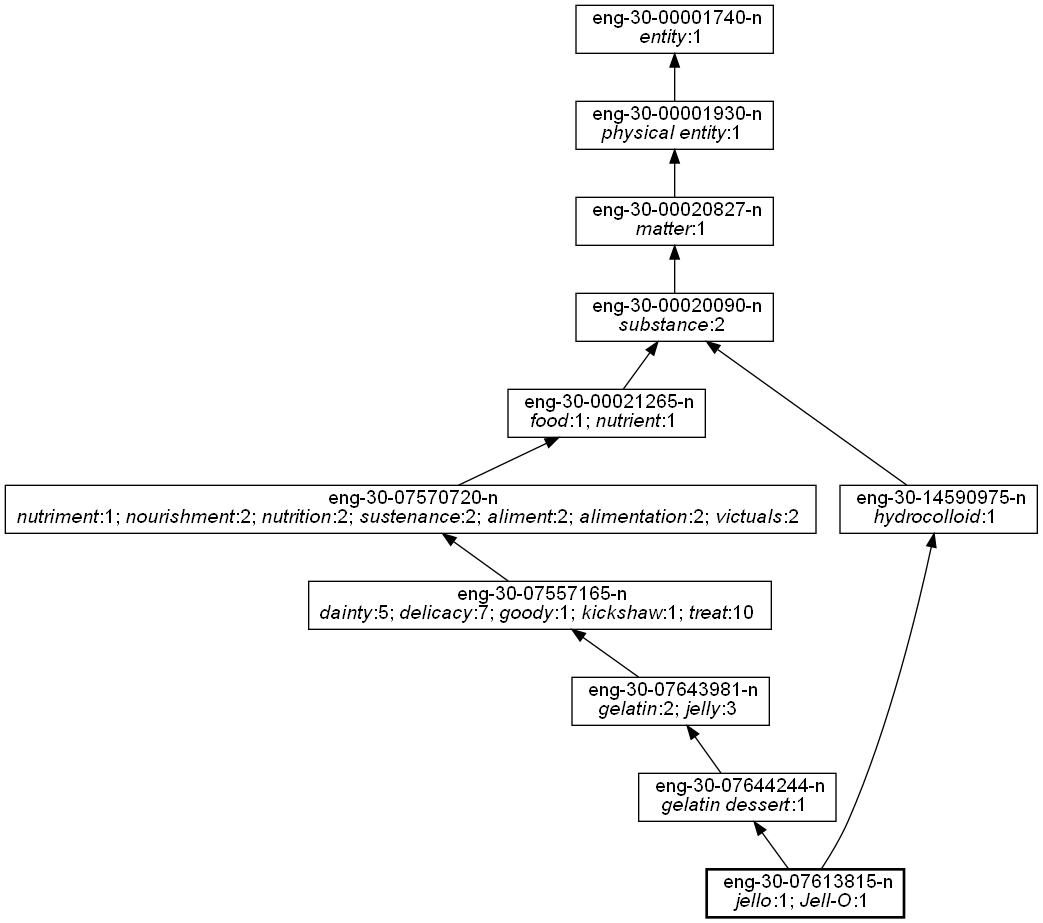 eng-30-00001740-n
entity:1
eng-30-00001930-n
physical entity:1
eng-30-00020827-n
matter:1
eng-30-00020090-n
substance:2
eng-30-00021265-n
food:1; nutrient:1
eng-30-07570720-n
nutriment:1; nourishment:2; nutrition:2; sustenance:2; aliment:2; alimentation:2; victuals:2
eng-30-14590975-n
hydrocolloid:1
eng-30-07557165-n
dainty:5; delicacy:7; goody:1; kickshaw:1; treat:10
eng-30-07643981-n
gelatin:2; jelly:3
eng-30-07644244-n
gelatin dessert:1
eng-30-07613815-n
jello:1; Jell-O:1